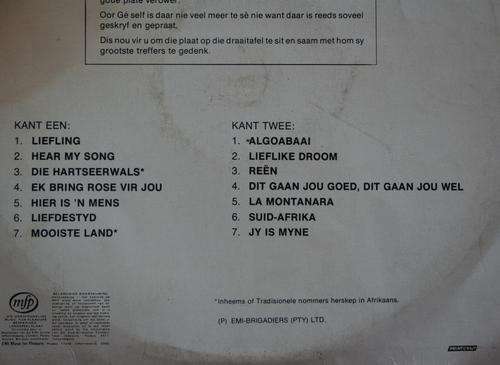 Oor Gé self is daar nie veel meer te sê nie want daar is reeds soveel
geskryf en gepraat.
Dis nou vir u om die plaat op die draaitafel te sit en saam met hom sy
grootste treffers te gedenk.
KANT EEN:
1. LIEFLING
2. HEAR MY SONG
3. DIE HARTSEERWALS*
4. EK BRING ROSE VIR JOU
5. HIER IS 'N MENS
6. LIEFDESTYD
7. MOOISTE LAND*
KANT TWEE:
1. *ALGOABAAI
2. LIEFLIKE DROOM
3. REËN
4. DIT GAAN JOU GOED, DIT GAAN JOU WEL
5. LA MONTANARA
6. SUID-AFRIKA
7. JY IS MYNE
*Inheems of Tradisionele nommers herskep in Afrikaans.
(P) EMI-BRIGADIERS (PTY) LTD.
mfp